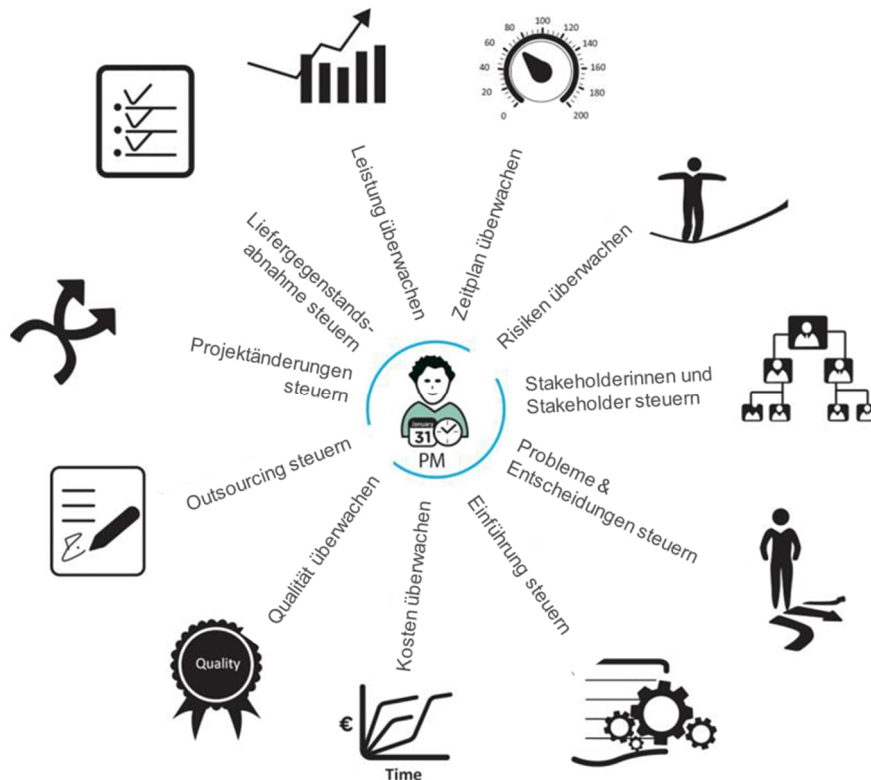 0
20
40
60
80
100
120
140
160
180
200
Leistung überwachen
Zeitplan überwachen
Risiken überwachen
Stakeholderinnen und
Stakeholder steuern
Probleme &
Entscheidungen steuern
Einführung steuern
Kosten überwachen
Qualität überwachen
Outsourcing steuern
Projektänderungen
steuern
Liefergegenstands-
abnahme steuern
January
31
PM
Quality
€
Time